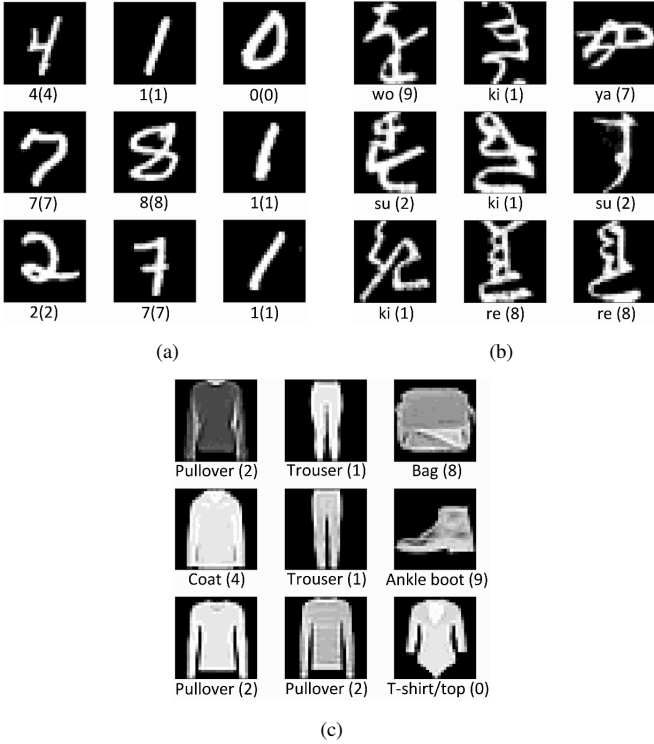 4(4) 1(1) 0(0)
7(7) 8(8) 1(1)
2(2) 7(7) 1(1)
(a)
wo (9) ki (1) ya (7)
su (2) ki (1) su (2)
ki (1) re (8) re (8)
(b)
Pullover (2) Trouser (1) Bag (8)
Coat (4) Trouser (1) Ankle boot (9)
Pullover (2) Pullover (2) T-shirt/top (0)
(c)